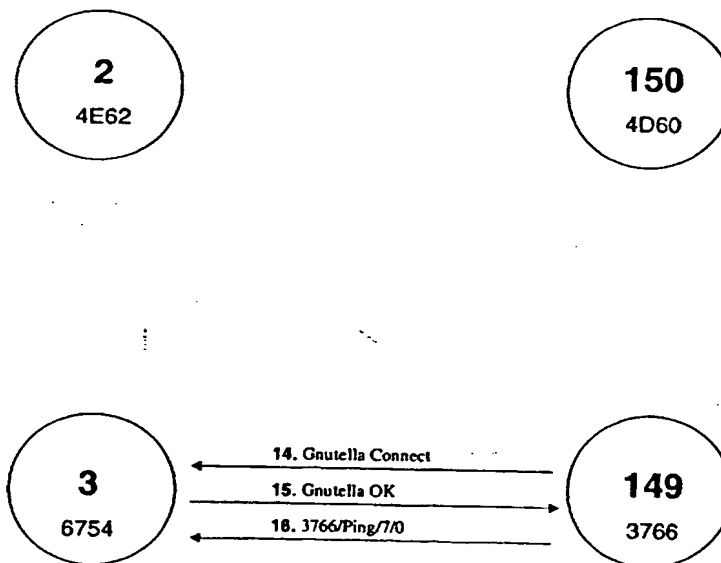 2
4E62
150
4D60
14. Gnutella Connect
15. Gnutella OK
16. 3766/Ping/7/0
3
6754
149
3766